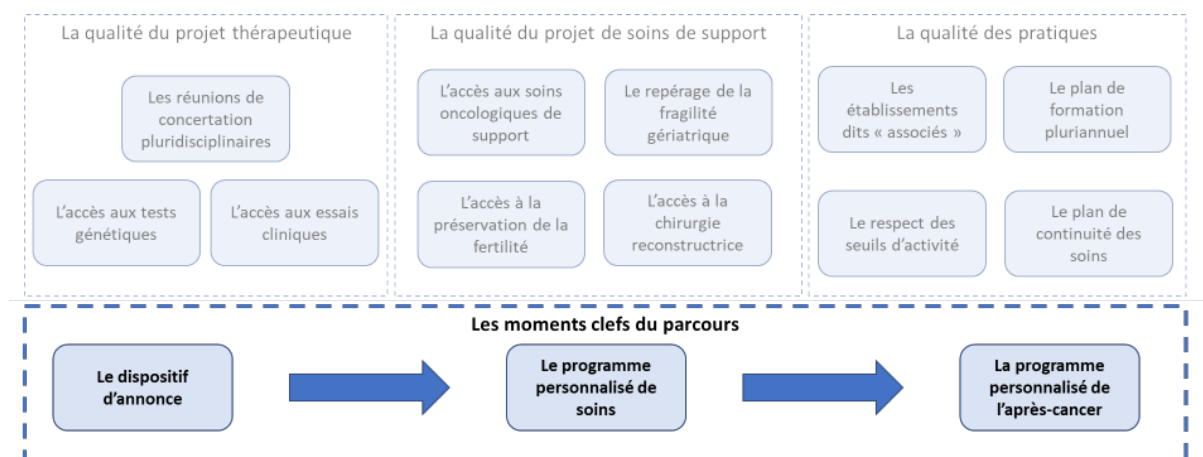 La qualité du projet thérapeutique
Les réunions de
concertation
pluridisciplinaires
L'accès aux tests
génétiques
L'accès aux essais
cliniques
La qualité du projet de soins de support
L'accès aux soins
oncologiques de
support
Le repérage de la
fragilité
gériatrique
L'accès à la
préservation de la
fertilité
L'accès à la
chirurgie
reconstructrice
La qualité des pratiques
Les
établissements
dits « associés »
Le plan de
formation
pluriannuel
Le respect des
seuils d'activité
Le plan de
continuité des
soins
Les moments clefs du parcours
Le dispositif
d'annonce
Le programme
personnalisé de
soins
La programme
personnalisé de
l'après-cancer